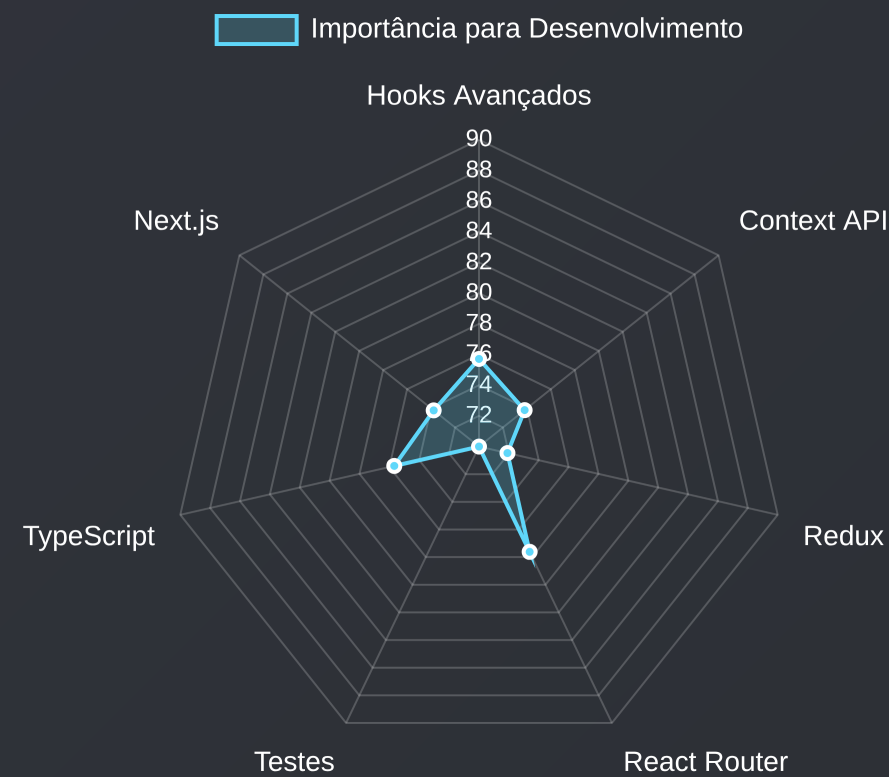 Importância para Desenvolvimento
Hooks Avançados
90
88
86
84
82
80
78
76
74
72
Next.js
Context API
TypeScript
Redux
Testes
React Router